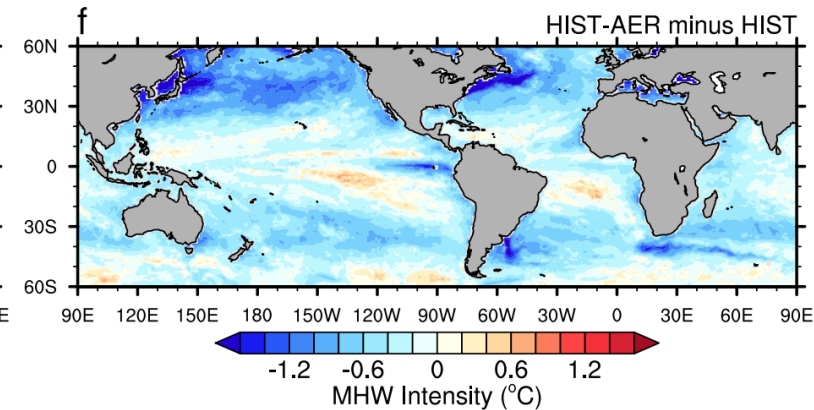 f
HIST-AER minus HIST
60N
30N
0
30S
60S
E 90E 120E 150E 180 150W 120W 90W 60W 30W 0 30E 60E 90E
-1.2 -0.6 0 0.6 1.2
MHW Intensity (°C)